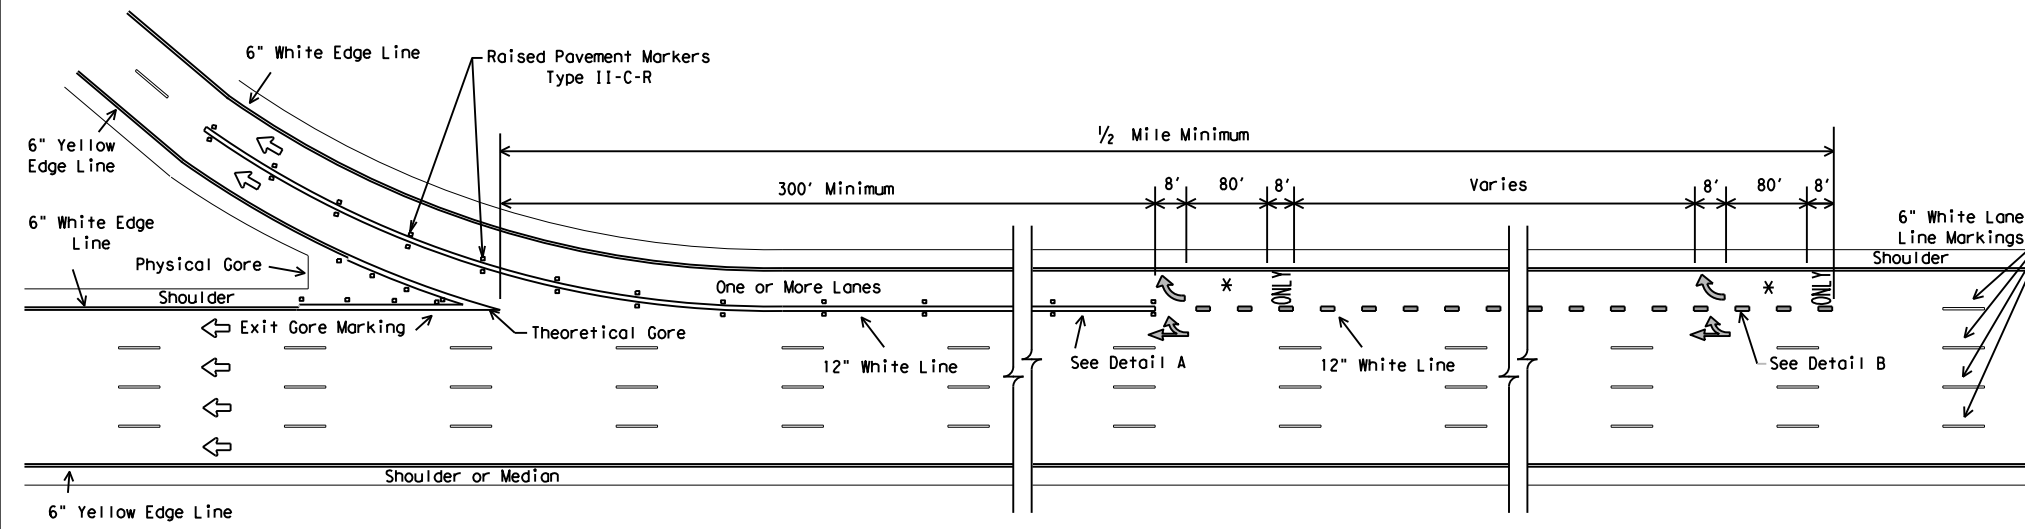 6" White Edge Line
Raised Pavement Markers
Type II-C-R
6" Yellow
Edge Line
1/2 Mile Minimum
300' Minimum
8'
80'
8'
Varies
8'
80'
8'
6" White Edge
Line
6" White Lane
Line Markings
Physical Gore
Shoulder
Shoulder
One or More Lanes
*
ONLY
*
ONLY
Exit Gore Marking
Theoretical Gore
12" White Line
See Detail A
12" White Line
See Detail B
Shoulder or Median
6" Yellow Edge Line